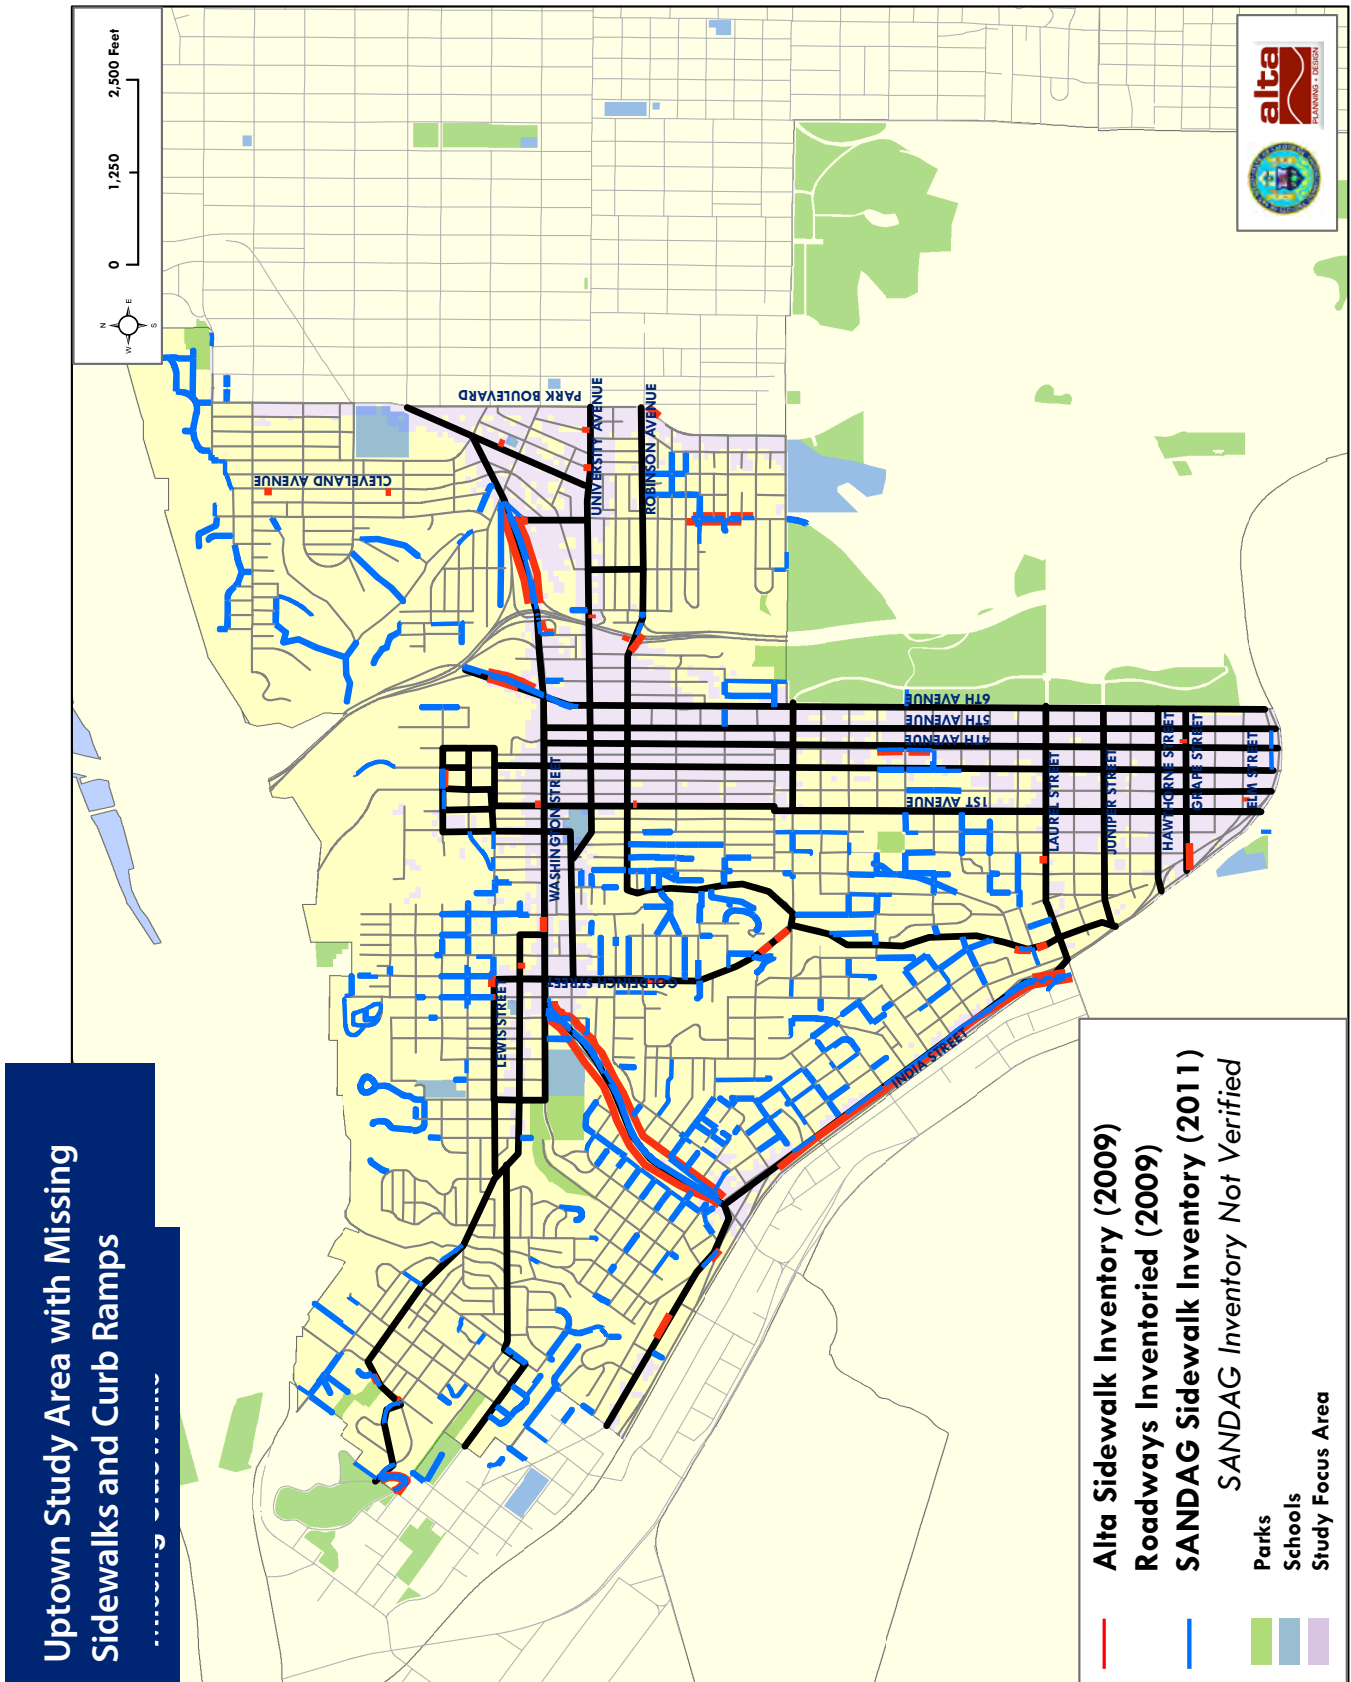 Uptown Study Area with Missing
Sidewalks and Curb Ramps
0 1,250 2,500 Feet
N
W E
S
alta
PLANNING + DESIGN
CLEVELAND AVENUE
PARK BOULEVARD
UNIVERSITY AVENUE
ROBINSON AVENUE
WASHINGTON STREET
LEWIS STREE
GOLDFINCH STREET
6TH AVENUE
5TH AVENUE
4TH AVENUE
1ST AVENUE
LAUREL STREET
JUNIPER STREET
HAWTHORNE STREET
GRAPE STREET
ELM STREET
INDIA STREET
Alta Sidewalk Inventory (2009)
Roadways Inventoried (2009)
SANDAG Sidewalk Inventory (2011)
SANDAG Inventory Not Verified
Parks
Schools
Study Focus Area